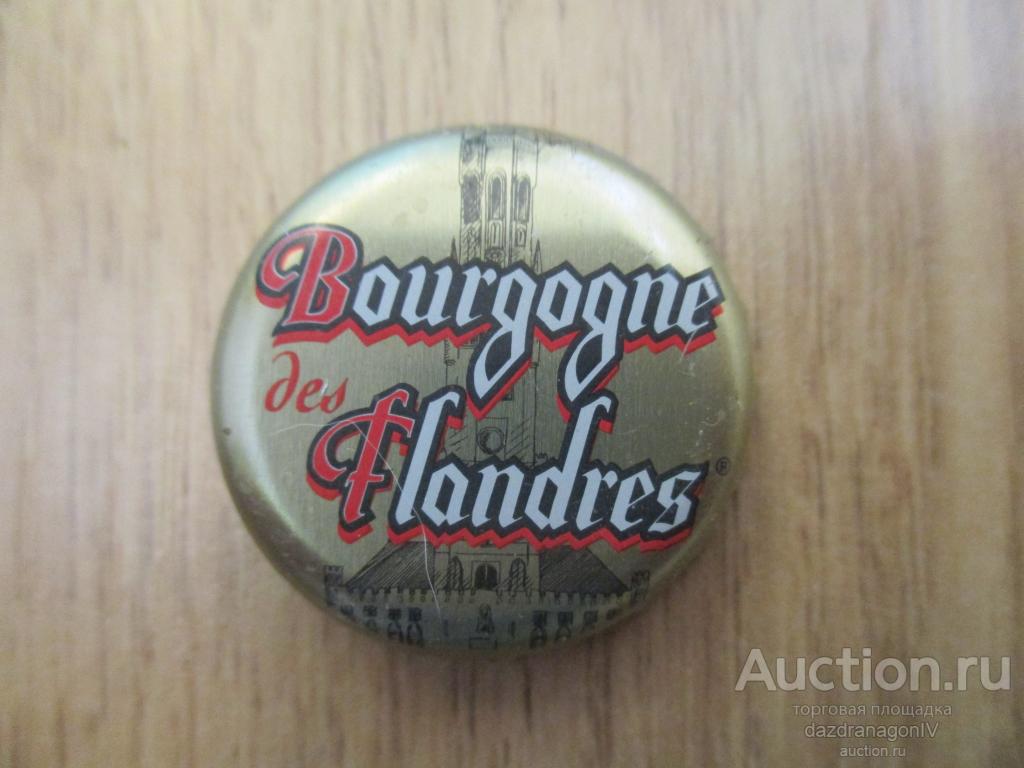 Bourgogne
des
Flandres®
Auction.ru
торговая площадка
dazdranagonIV
auction.ru